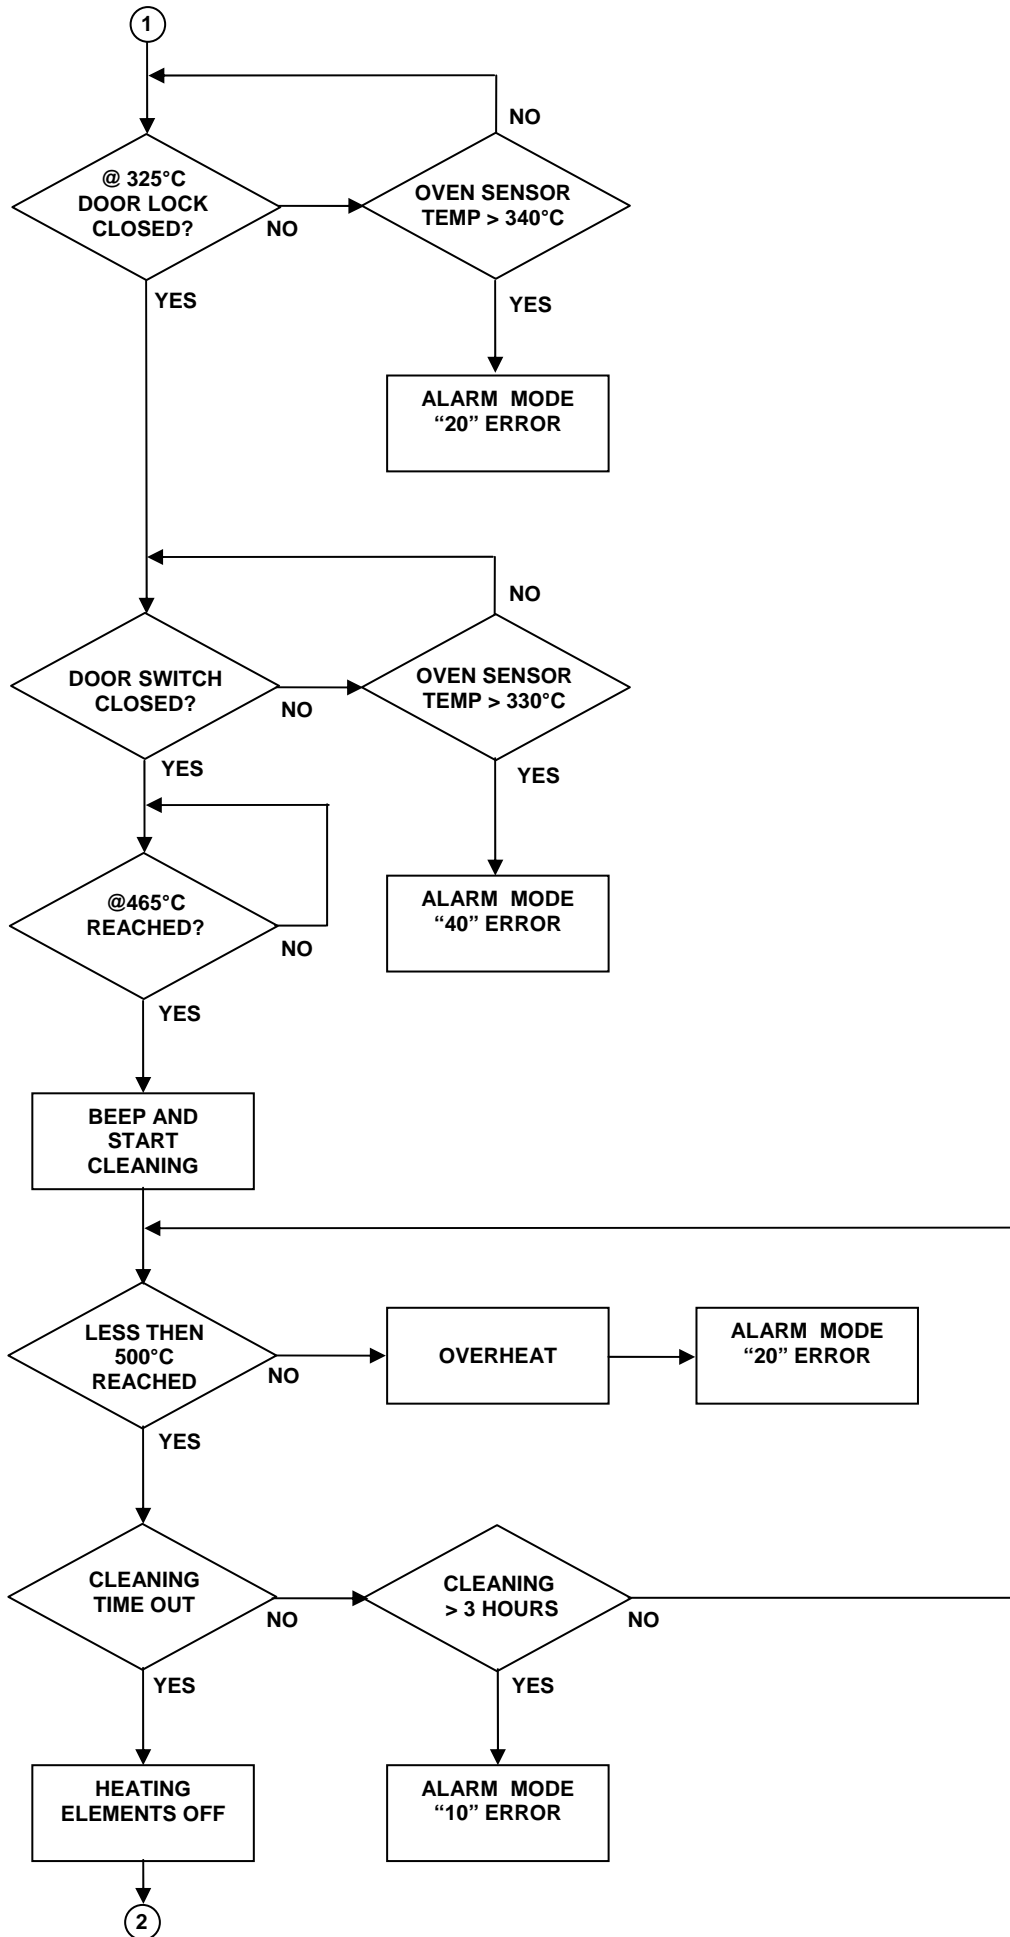 1
NO
@ 325°C
DOOR LOCK
CLOSED?
NO
OVEN SENSOR
TEMP > 340°C
YES
YES
ALARM MODE
“20” ERROR
NO
DOOR SWITCH
CLOSED?
NO
OVEN SENSOR
TEMP > 330°C
YES
YES
@465°C
REACHED?
NO
ALARM MODE
“40” ERROR
YES
BEEP AND
START
CLEANING
LESS THEN
500°C
REACHED
NO
OVERHEAT
ALARM MODE
“20” ERROR
YES
CLEANING
TIME OUT
NO
CLEANING
> 3 HOURS
NO
YES
YES
HEATING
ELEMENTS OFF
ALARM MODE
“10” ERROR
2